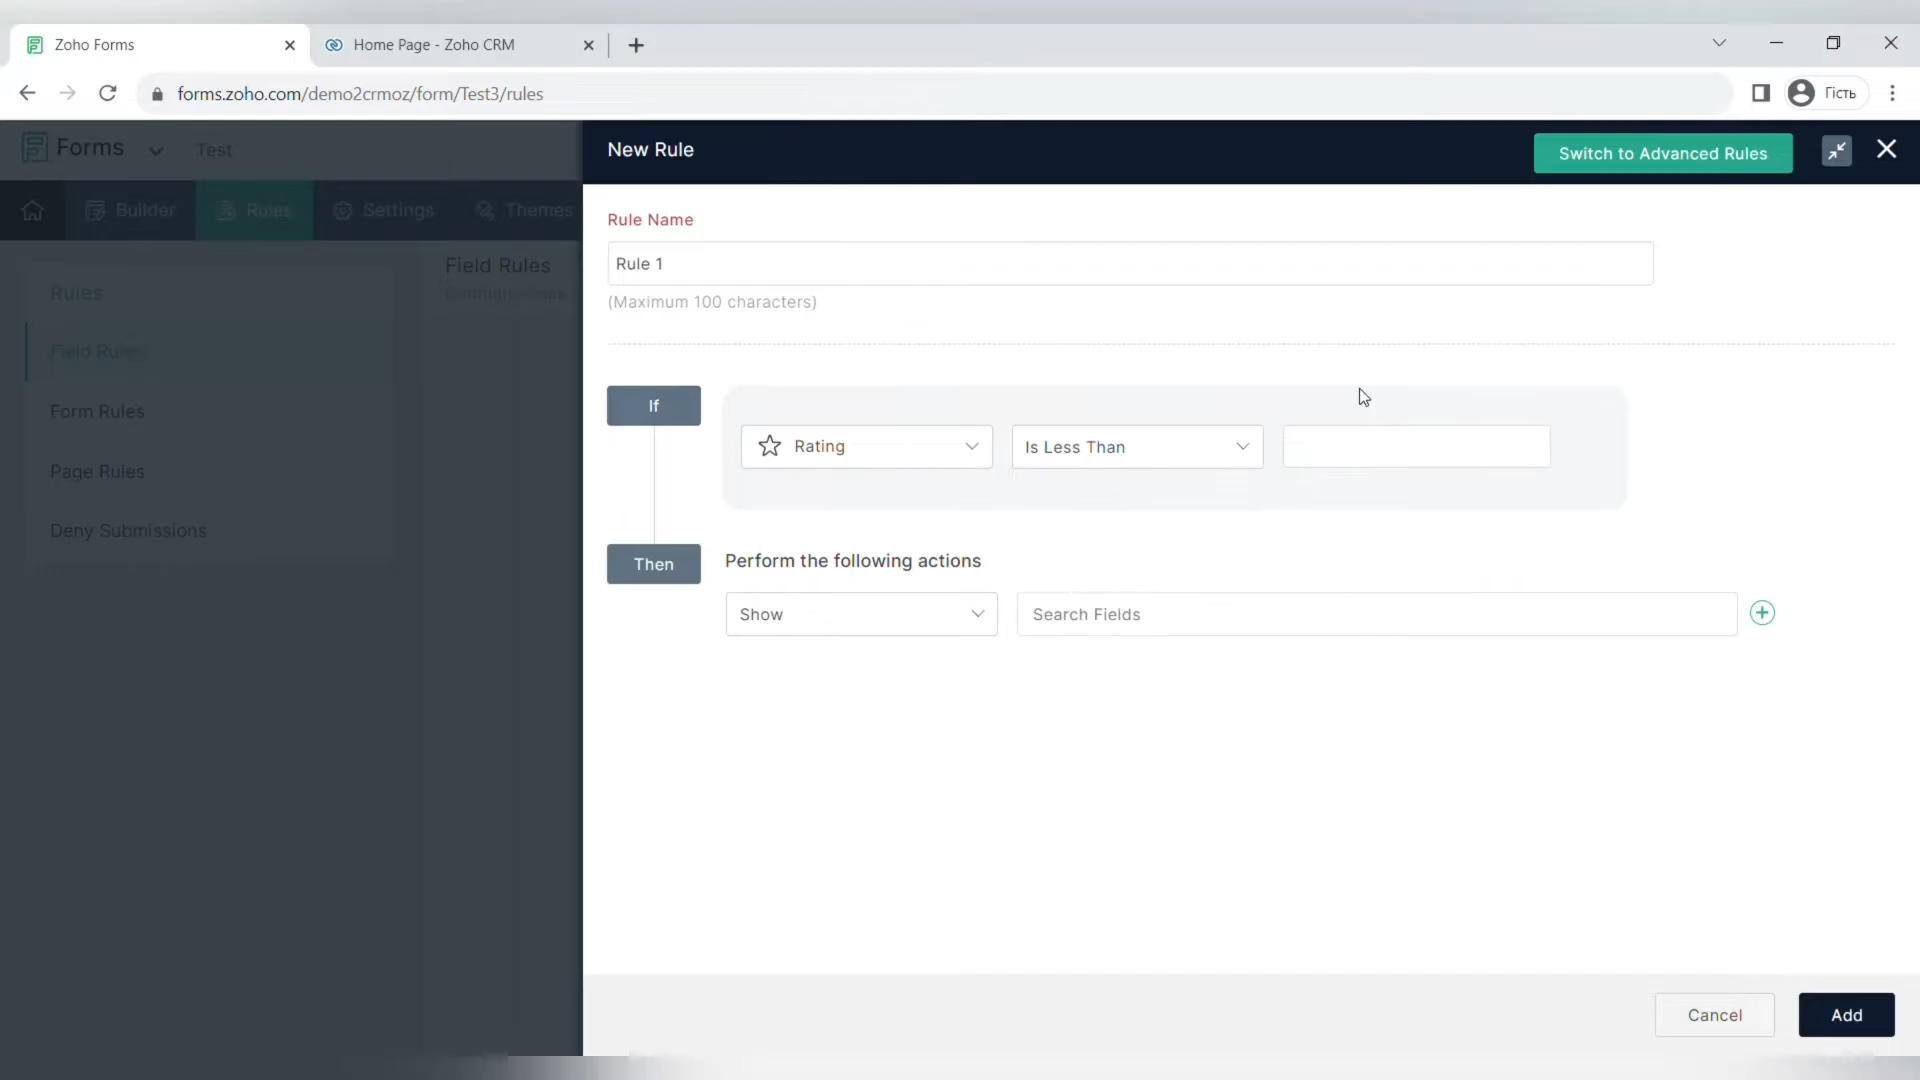 Zoho Forms
Home Page - Zoho CRM
forms.zoho.com/demo2crmoz/form/Test3/rules
Гість
Forms
Test
Builder
Rules
Settings
Themes
Rules
Field Rules
Form Rules
Page Rules
Deny Submissions
Field Rules
New Rule
Switch to Advanced Rules
Rule Name
Rule 1
(Maximum 100 characters)
If
Rating
Is Less Than
Then
Perform the following actions
Show
Search Fields
Cancel
Add